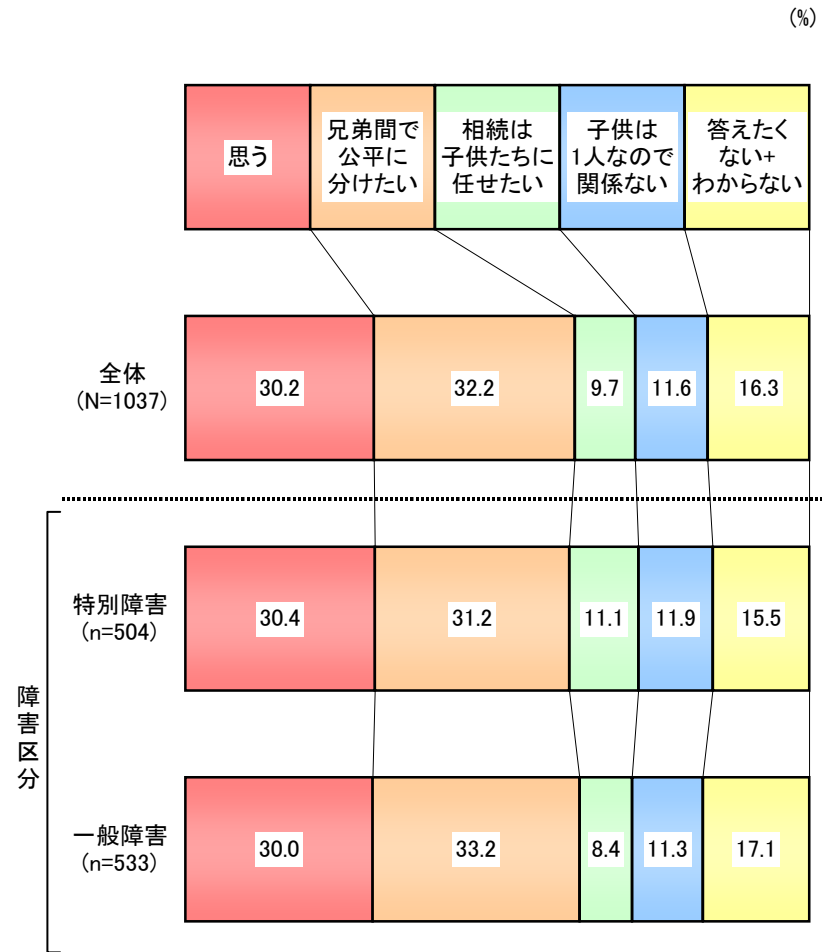 (%)
思う
兄弟間で
公平に
分けたい
相続は
子供たちに
任せたい
子供は
1人なので
関係ない
答えたく
ない+
わからない
全体
(N=1037)
30.2
32.2
9.7
11.6
16.3
障害区分
特別障害
(n=504)
30.4
31.2
11.1
11.9
15.5
一般障害
(n=533)
30.0
33.2
8.4
11.3
17.1